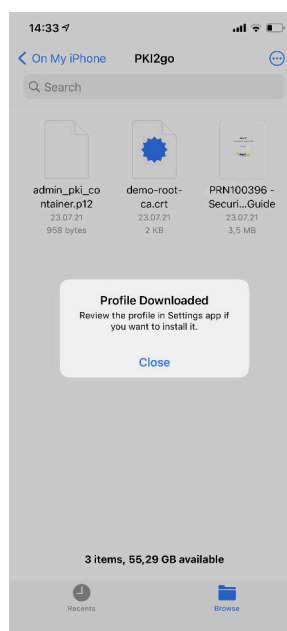 14:33
On My iPhone PKI2go
Search
admin_pki_co
ntainer.p12
23.07.21
958 bytes
demo-root-
ca.crt
23.07.21
2 KB
PRN100396 -
Securi...Guide
23.07.21
3,5 MB
Profile Downloaded
Review the profile in Settings app if
you want to install it.
Close
3 items, 55,29 GB available
Recents Browse